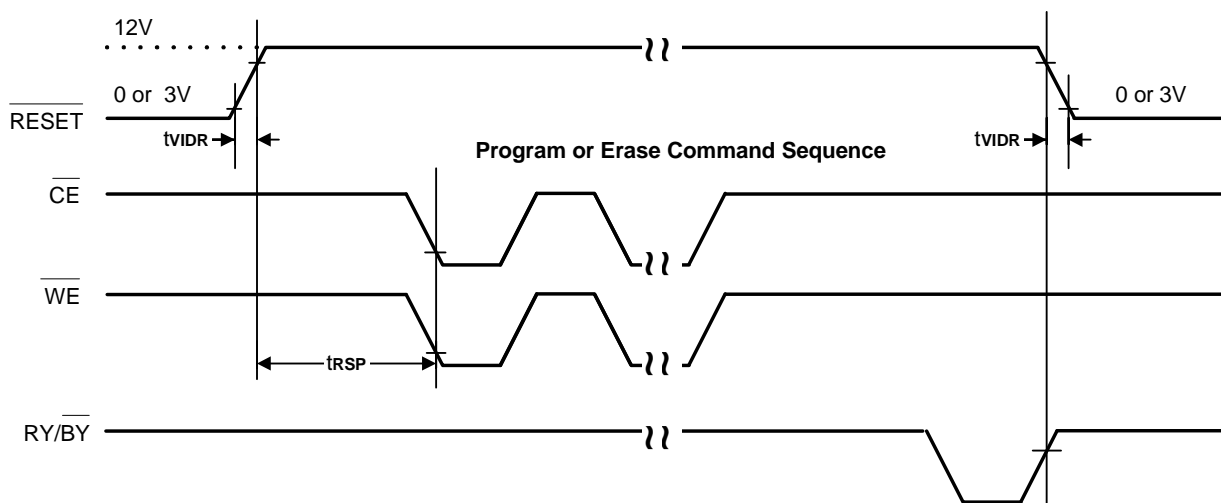 12V
0 or 3V
RESET
0 or 3V
tVIDR
tVIDR
Program or Erase Command Sequence
CE
WE
tRSP
RY/BY